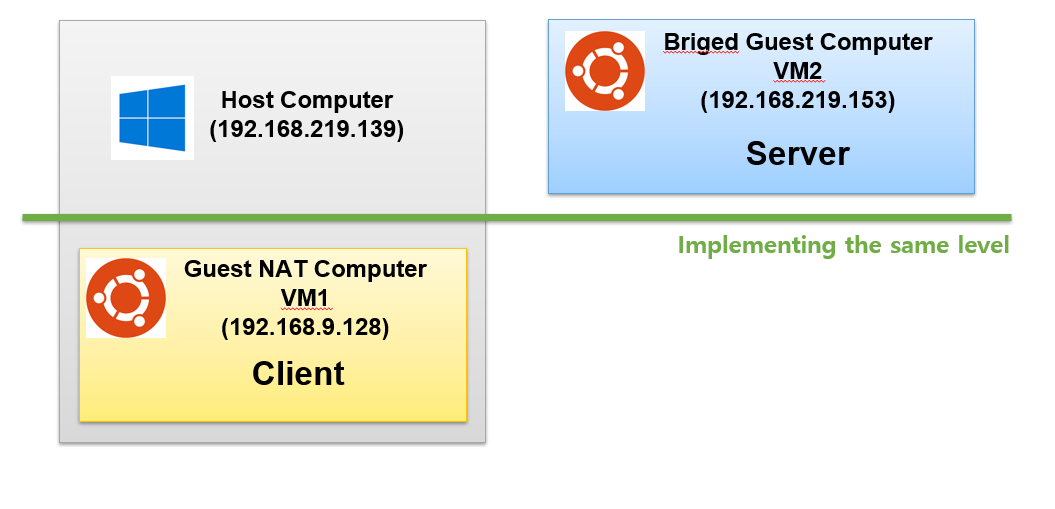 Host Computer
(192.168.219.139)
Briged Guest Computer
VM2
(192.168.219.153)
Server
Implementing the same level
Guest NAT Computer
VM1
(192.168.9.128)
Client